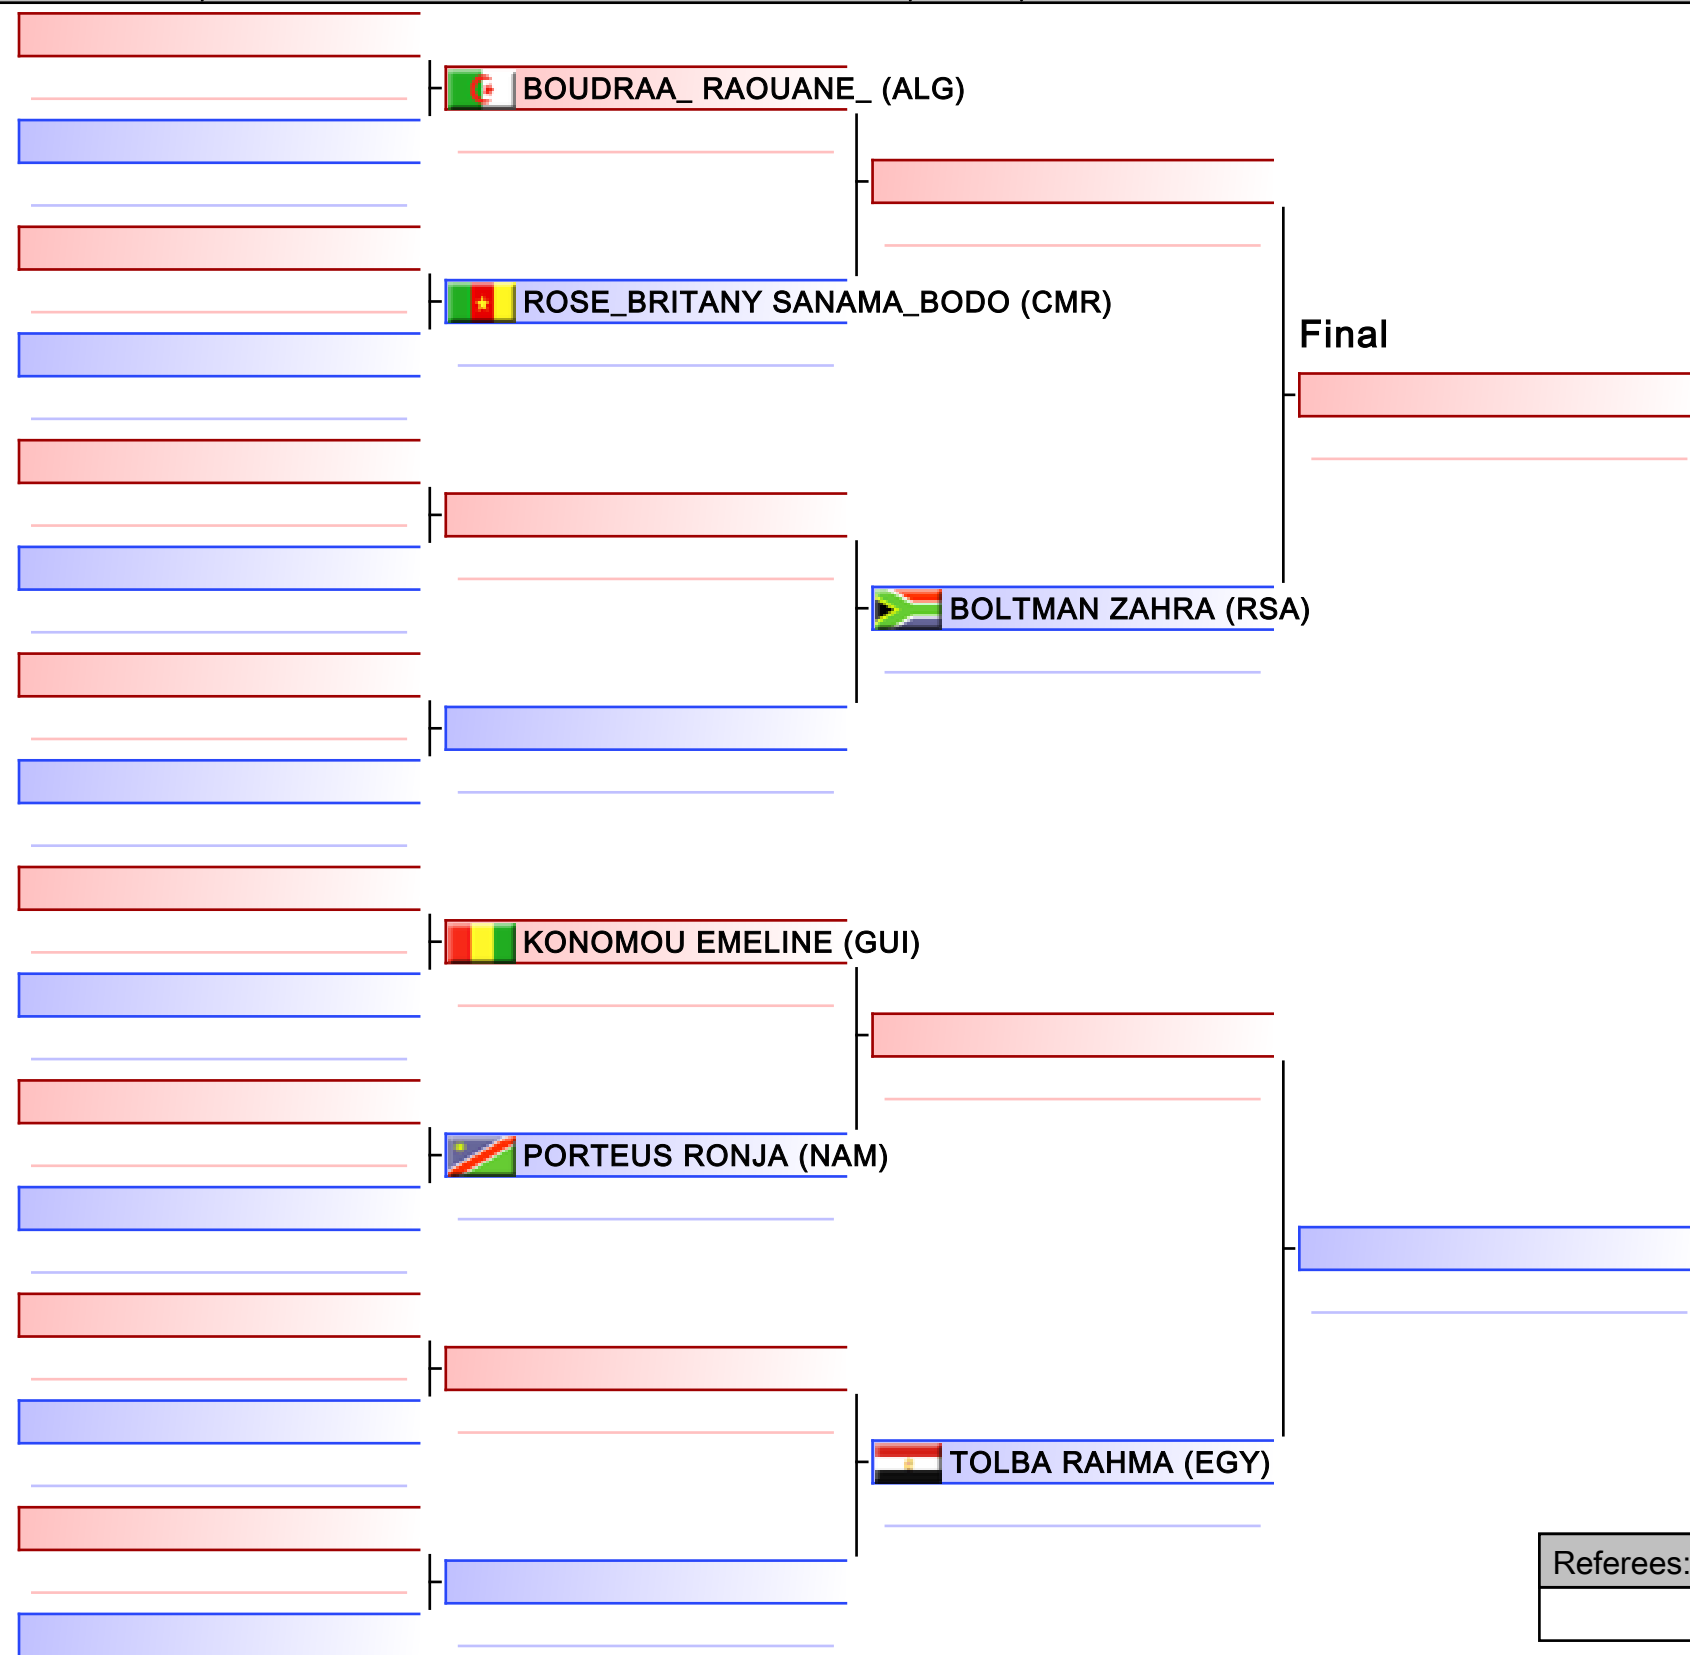 BOUDRAA_ RAOUANE_ (ALG)
ROSE_BRITANY SANAMA_BODO (CMR)
Final
BOLTMAN ZAHRA (RSA)
KONOMOU EMELINE (GUI)
PORTEUS RONJA (NAM)
TOLBA RAHMA (EGY)
Referees: